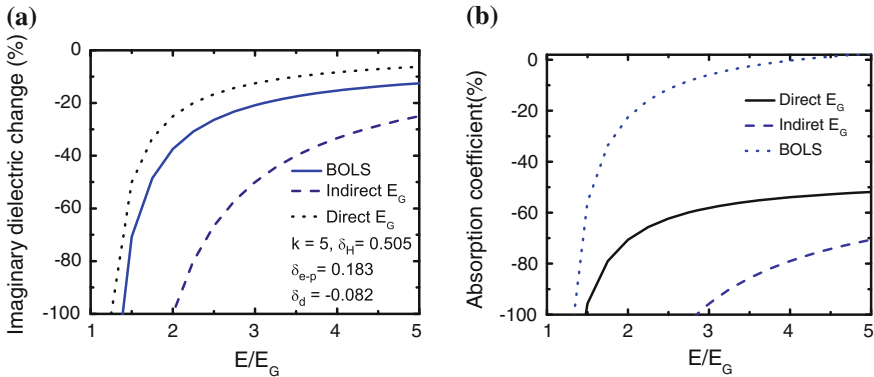 (a)
Imaginary dielectric change (%)
0
-20
-40
-60
-80
-100
BOLS
Indirect E_G
Direct E_G
k = 5, δ_H= 0.505
δ_e-p= 0.183
δ_d = -0.082
1 2 3 4 5
E/E_G
(b)
Absorption coefficient(%)
0
-20
-40
-60
-80
-100
Direct E_G
Indiret E_G
BOLS
1 2 3 4 5
E/E_G